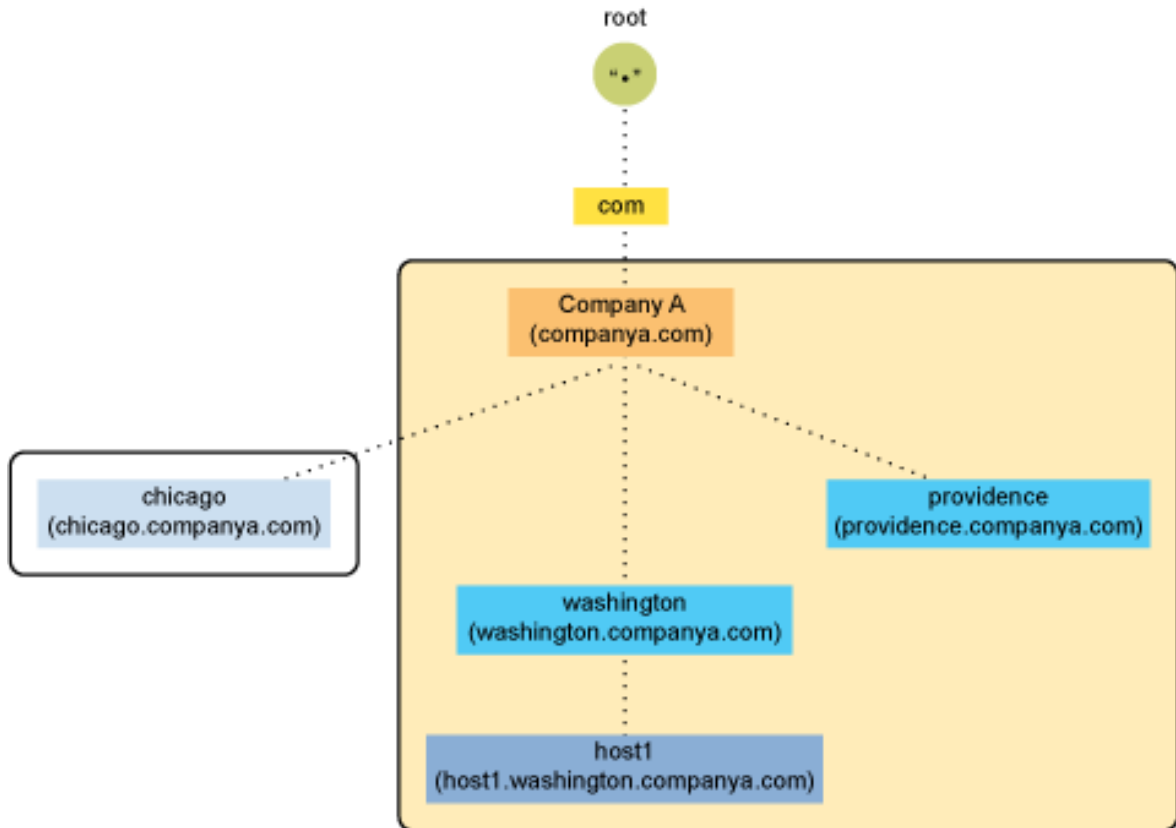 root
“•”
com
Company A
(companya.com)
chicago
(chicago.companya.com)
providence
(providence.companya.com)
washington
(washington.companya.com)
host1
(host1.washington.companya.com)